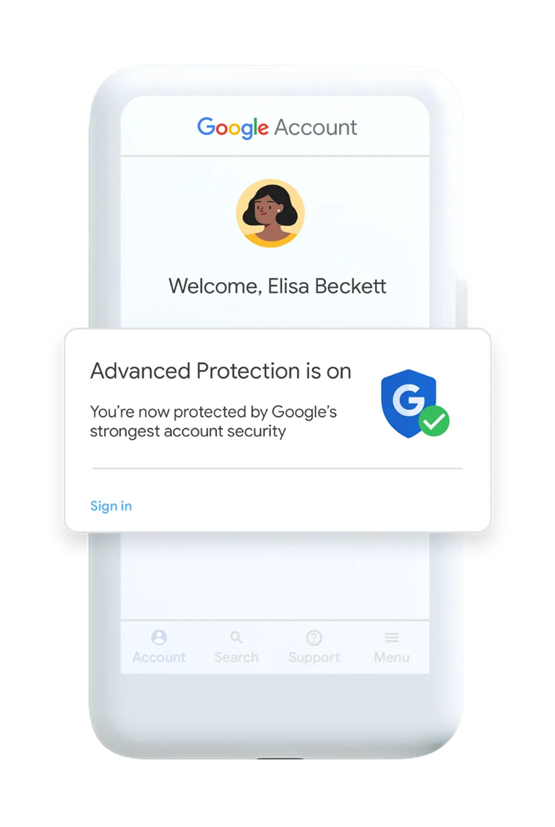 Google Account
Welcome, Elisa Beckett
Advanced Protection is on
You’re now protected by Google’s
strongest account security
G
Sign in
Account Search Support Menu